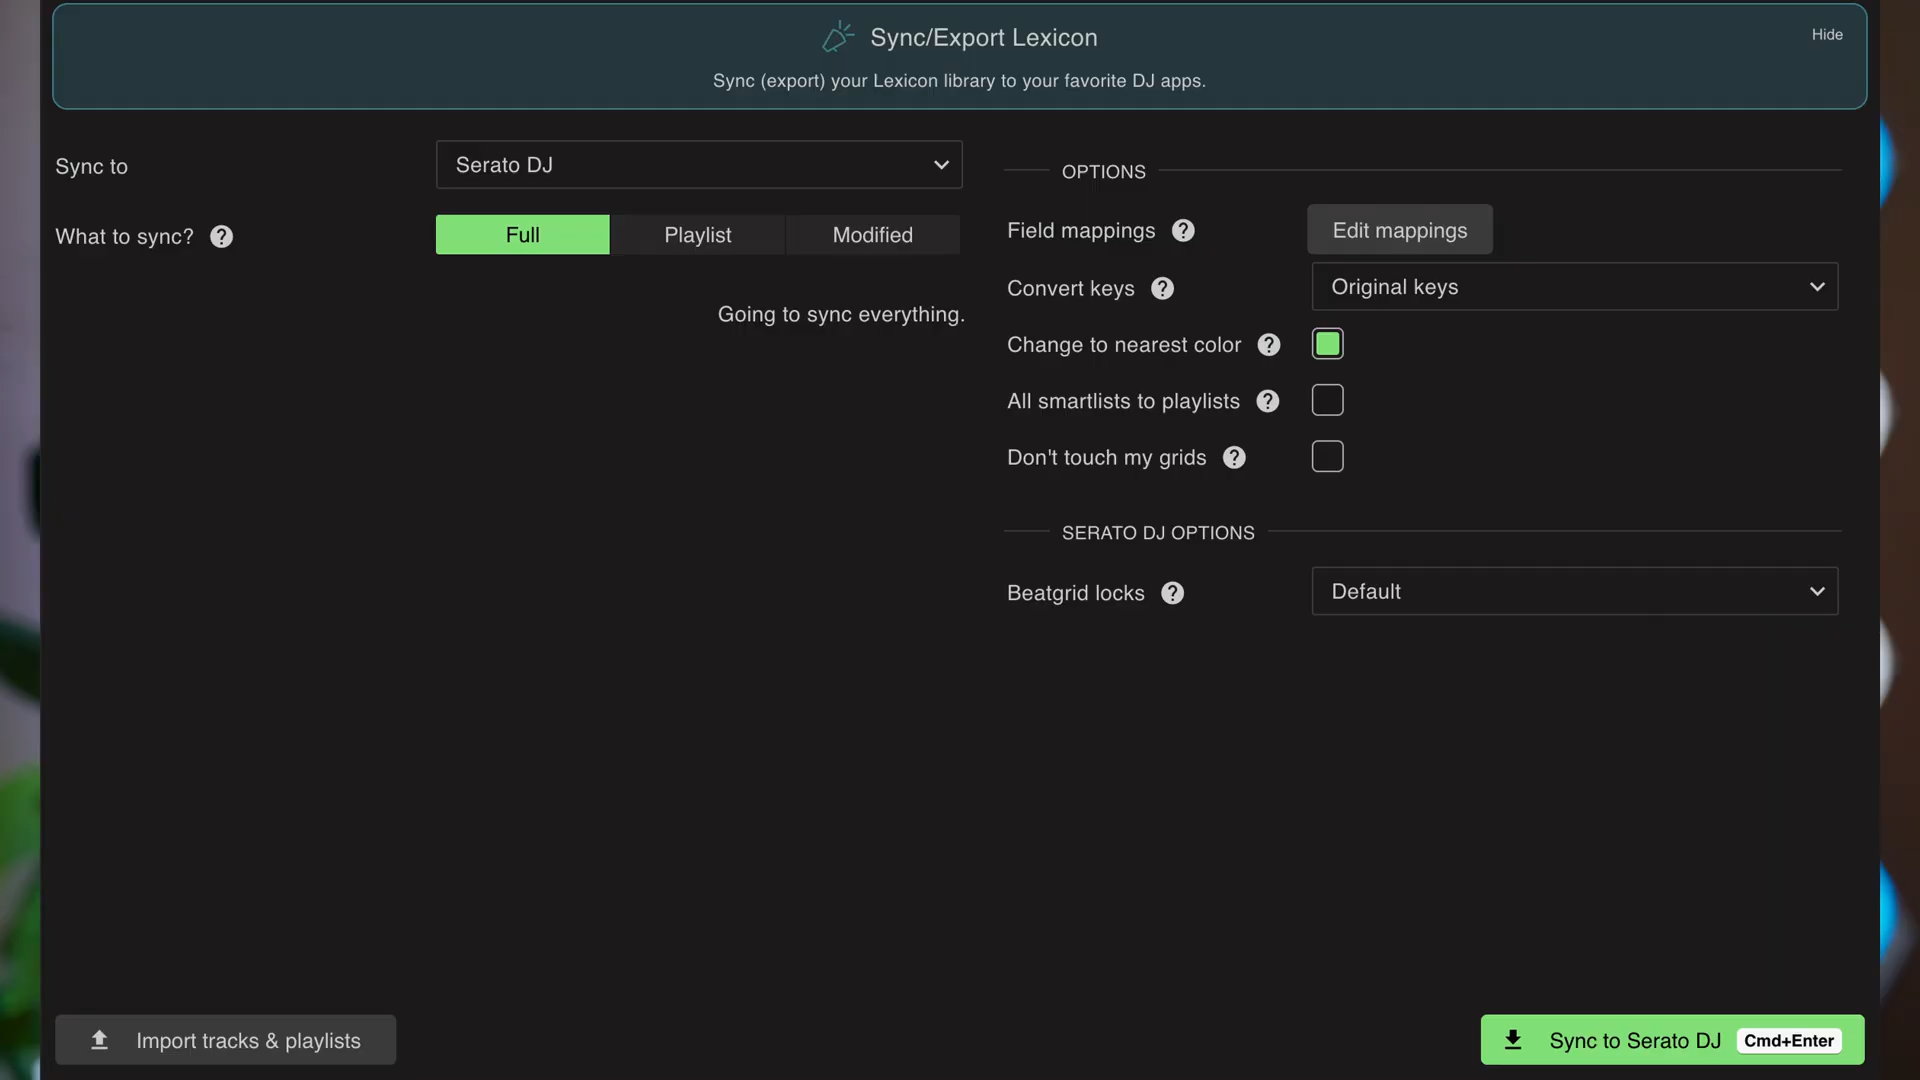 Sync/Export Lexicon
Hide
Sync (export) your Lexicon library to your favorite DJ apps.
Sync to
Serato DJ
What to sync? ?
Full
Playlist
Modified
Going to sync everything.
OPTIONS
Field mappings ?
Edit mappings
Convert keys ?
Original keys
Change to nearest color ?
All smartlists to playlists ?
Don't touch my grids ?
SERATO DJ OPTIONS
Beatgrid locks ?
Default
Import tracks & playlists
Sync to Serato DJ Cmd+Enter